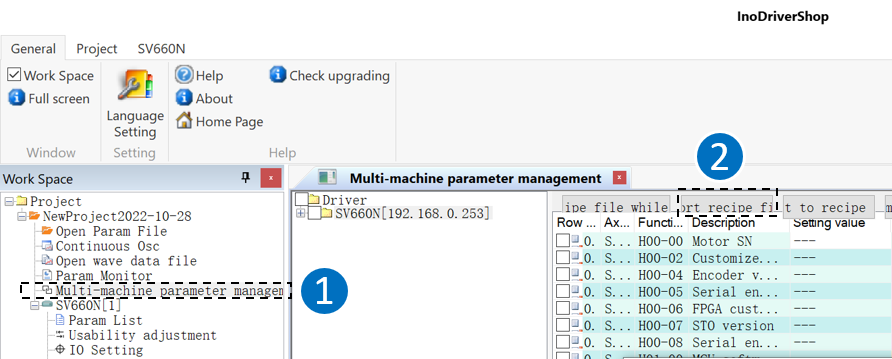 InoDriverShop
General Project SV660N
Work Space
Full screen
Language
Setting
Help
About
Home Page
Check upgrading
Window Setting Help
Work Space
Project
NewProject2022-10-28
Open Param File
Continuous Osc
Open wave data file
Param Monitor
Multi-machine parameter managem
SV660N[1]
Param List
Usability adjustment
IO Setting
1
Multi-machine parameter management
2
Driver
SV660N[192.168.0.253]
ipe file while ort recipe fi t to recipe
Row ... Ax... Functi... Description Setting value
0. S... H00-00 Motor SN ---
0. S... H00-02 Customize... ---
0. S... H00-04 Encoder v... ---
0. S... H00-05 Serial en... ---
0. S... H00-06 FPGA cust... ---
0. S... H00-07 STO version ---
0. S... H00-08 Serial en... ---